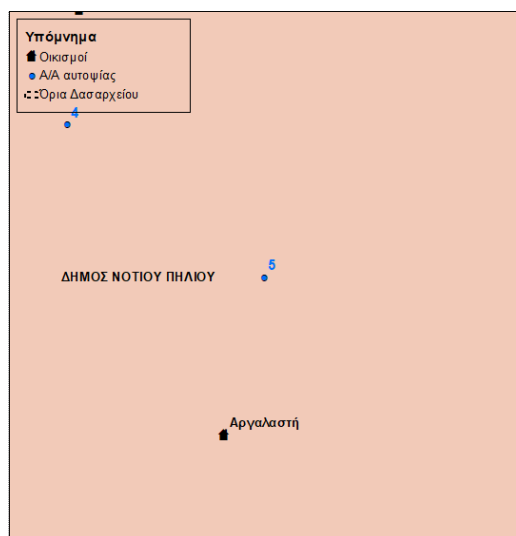 Υπόμνημα
Οικισμοί
Α/Α αυτοψίας
Όρια Δασαρχείου
4
5
ΔΗΜΟΣ ΝΟΤΙΟΥ ΠΗΛΙΟΥ
Αργαλαστή